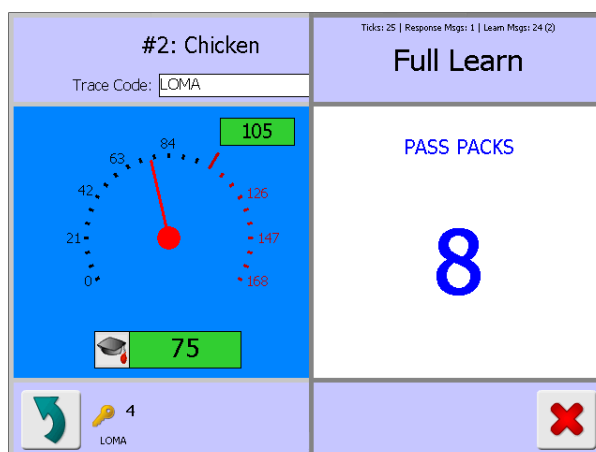 #2: Chicken
Trace Code: LOMA
Ticks: 25 | Response Msgs: 1 | Learn Msgs: 24 (2)
Full Learn
105
84
63
42
21
0
126
147
168
75
PASS PACKS
8
4
LOMA